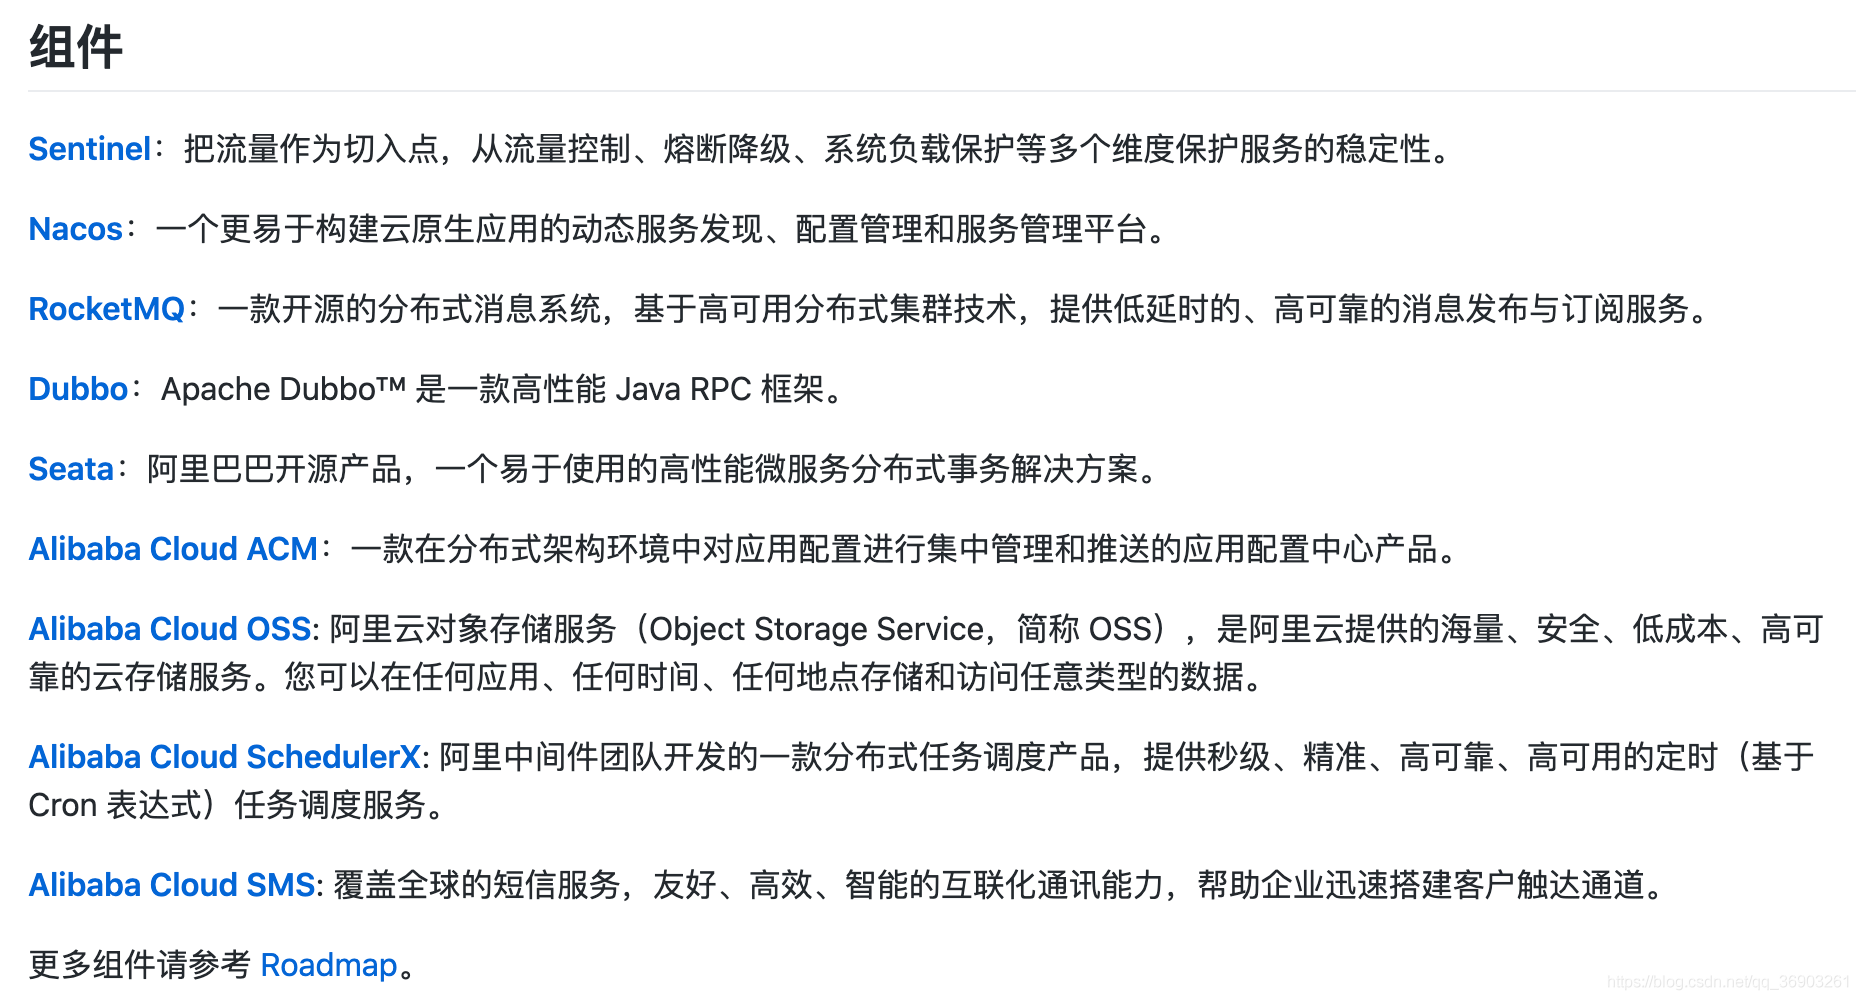 组件
Sentinel：把流量作为切入点，从流量控制、熔断降级、系统负载保护等多个维度保护服务的稳定性。
Nacos：一个更易于构建云原生应用的动态服务发现、配置管理和服务管理平台。
RocketMQ：一款开源的分布式消息系统，基于高可用分布式集群技术，提供低延时的、高可靠的消息发布与订阅服务。
Dubbo：Apache Dubbo™ 是一款高性能 Java RPC 框架。
Seata：阿里巴巴开源产品，一个易于使用的高性能微服务分布式事务解决方案。
Alibaba Cloud ACM：一款在分布式架构环境中对应用配置进行集中管理和推送的应用配置中心产品。
Alibaba Cloud OSS: 阿里云对象存储服务（Object Storage Service，简称 OSS），是阿里云提供的海量、安全、低成本、高可
靠的云存储服务。您可以在任何应用、任何时间、任何地点存储和访问任意类型的数据。
Alibaba Cloud SchedulerX: 阿里中间件团队开发的一款分布式任务调度产品，提供秒级、精准、高可靠、高可用的定时（基于
Cron 表达式）任务调度服务。
Alibaba Cloud SMS: 覆盖全球的短信服务，友好、高效、智能的互联化通讯能力，帮助企业迅速搭建客户触达通道。
更多组件请参考 Roadmap。
https://blog.csdn.net/qq_36903261